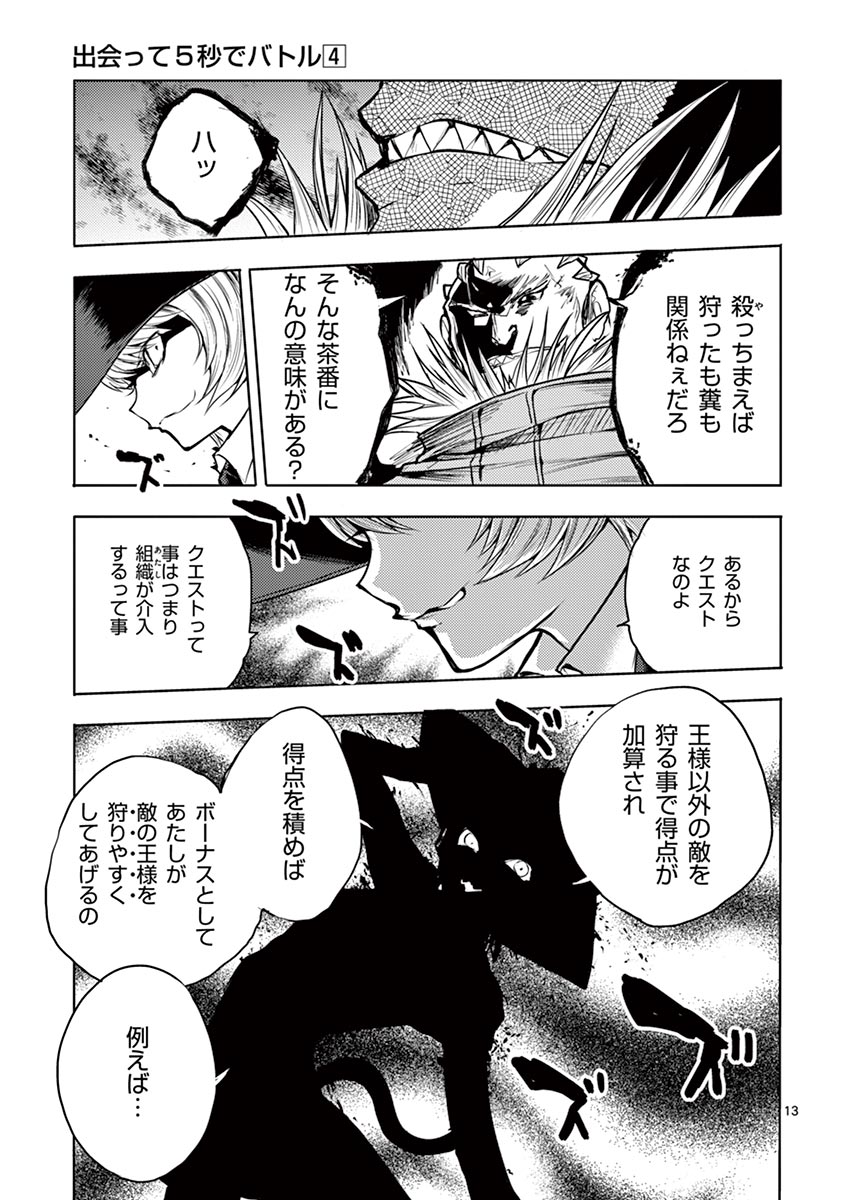 出会って5秒でバトル4
ハッ
殺っちまえば
や
狩ったも糞も
関係ねぇだろ
そんな茶番に
なんの意味がある?
ズ
ズ
あるから
クエスト
なのよ
クエストって
事はつまり
組織が介入
あたし
するって事
ズ
王様以外の敵を
狩る事で得点が
加算され
得点を積めば
ボーナスとして
あたしが
敵の王様を
狩りやすく
してあげるの
ズ
ズ
例えば…
13